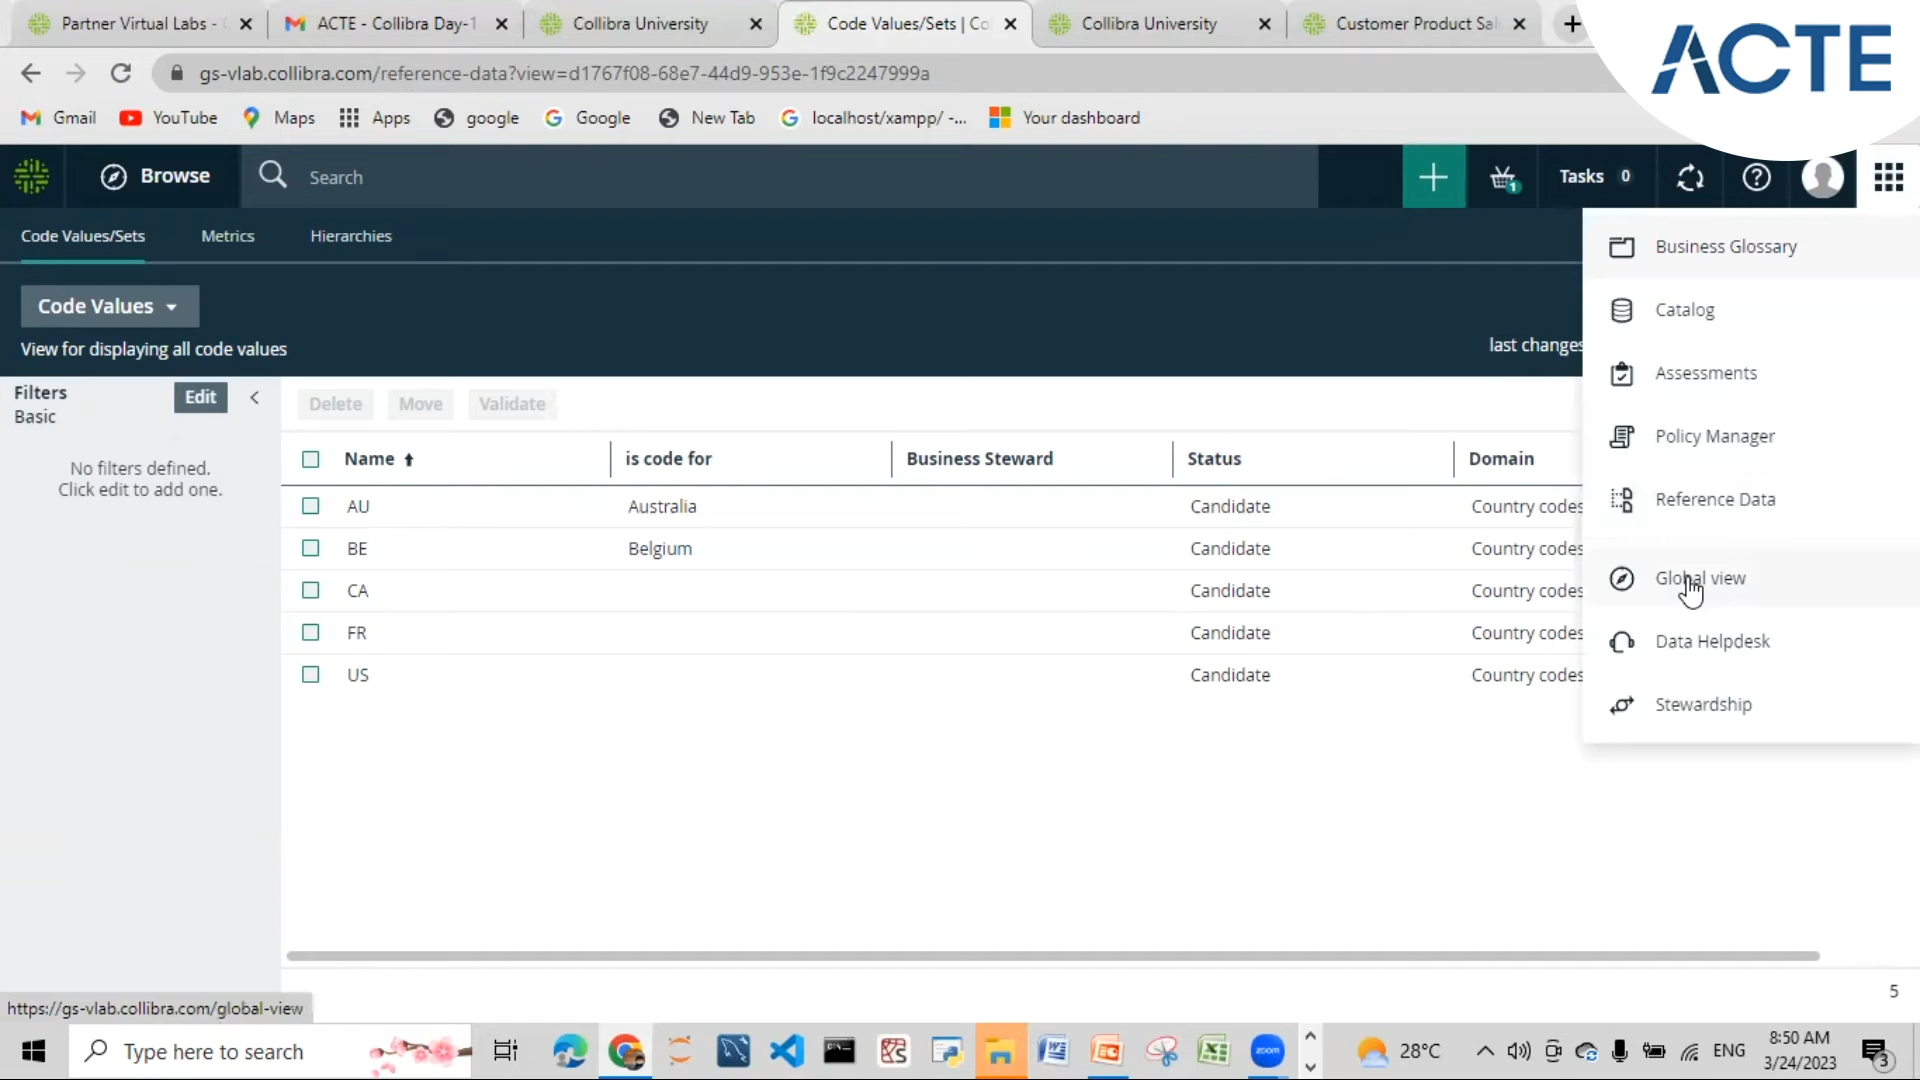 Partner Virtual Labs -
ACTE - Collibra Day-1
Collibra University
Code Values/Sets | Co
Collibra University
Customer Product Sal
ACTE
gs-vlab.collibra.com/reference-data?view=d1767f08-68e7-44d9-953e-1f9c2247999a
Gmail
YouTube
Maps
Apps
google
Google
New Tab
localhost/xampp/ -...
Your dashboard
Browse
Search
1
Tasks 0
Code Values/Sets
Metrics
Hierarchies
Code Values
View for displaying all code values
last changes
Business Glossary
Catalog
Assessments
Policy Manager
Reference Data
Global view
Data Helpdesk
Stewardship
Filters
Basic
Edit
No filters defined.
Click edit to add one.
Delete
Move
Validate
Name
is code for
Business Steward
Status
Domain
AU Australia Candidate Country codes
BE Belgium Candidate Country codes
CA Candidate Country codes
FR Candidate Country codes
US Candidate Country codes
5
https://gs-vlab.collibra.com/global-view
Type here to search
zoom
28°C
ENG
8:50 AM
3/24/2023
3